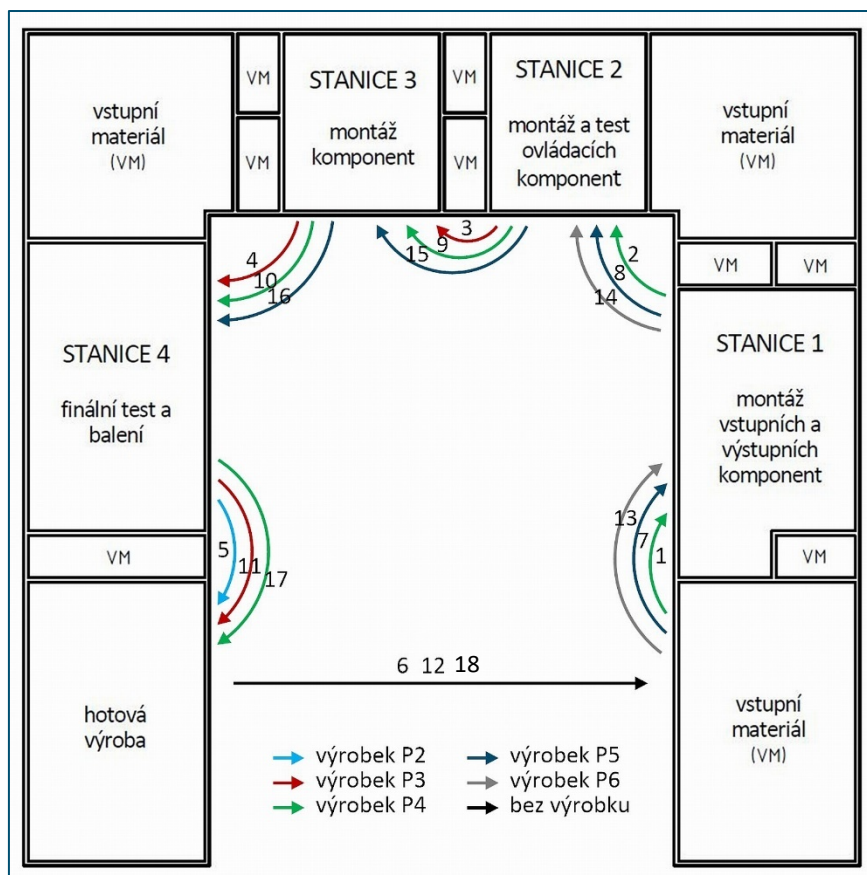 vstupní
materiál
(VM)
VM
VM
STANICE 3
montáž
komponent
VM
VM
STANICE 2
montáž a test
ovládacích
komponent
vstupní
materiál
(VM)
4
10
16
3
9
15
2
8
14
VM
VM
STANICE 4
finální test a
balení
STANICE 1
montáž
vstupních a
výstupních
komponent
5
11
17
13
7
1
VM
VM
hotová
výroba
6 12 18
vstupní
materiál
(VM)
výrobek P2
výrobek P3
výrobek P4
výrobek P5
výrobek P6
bez výrobku